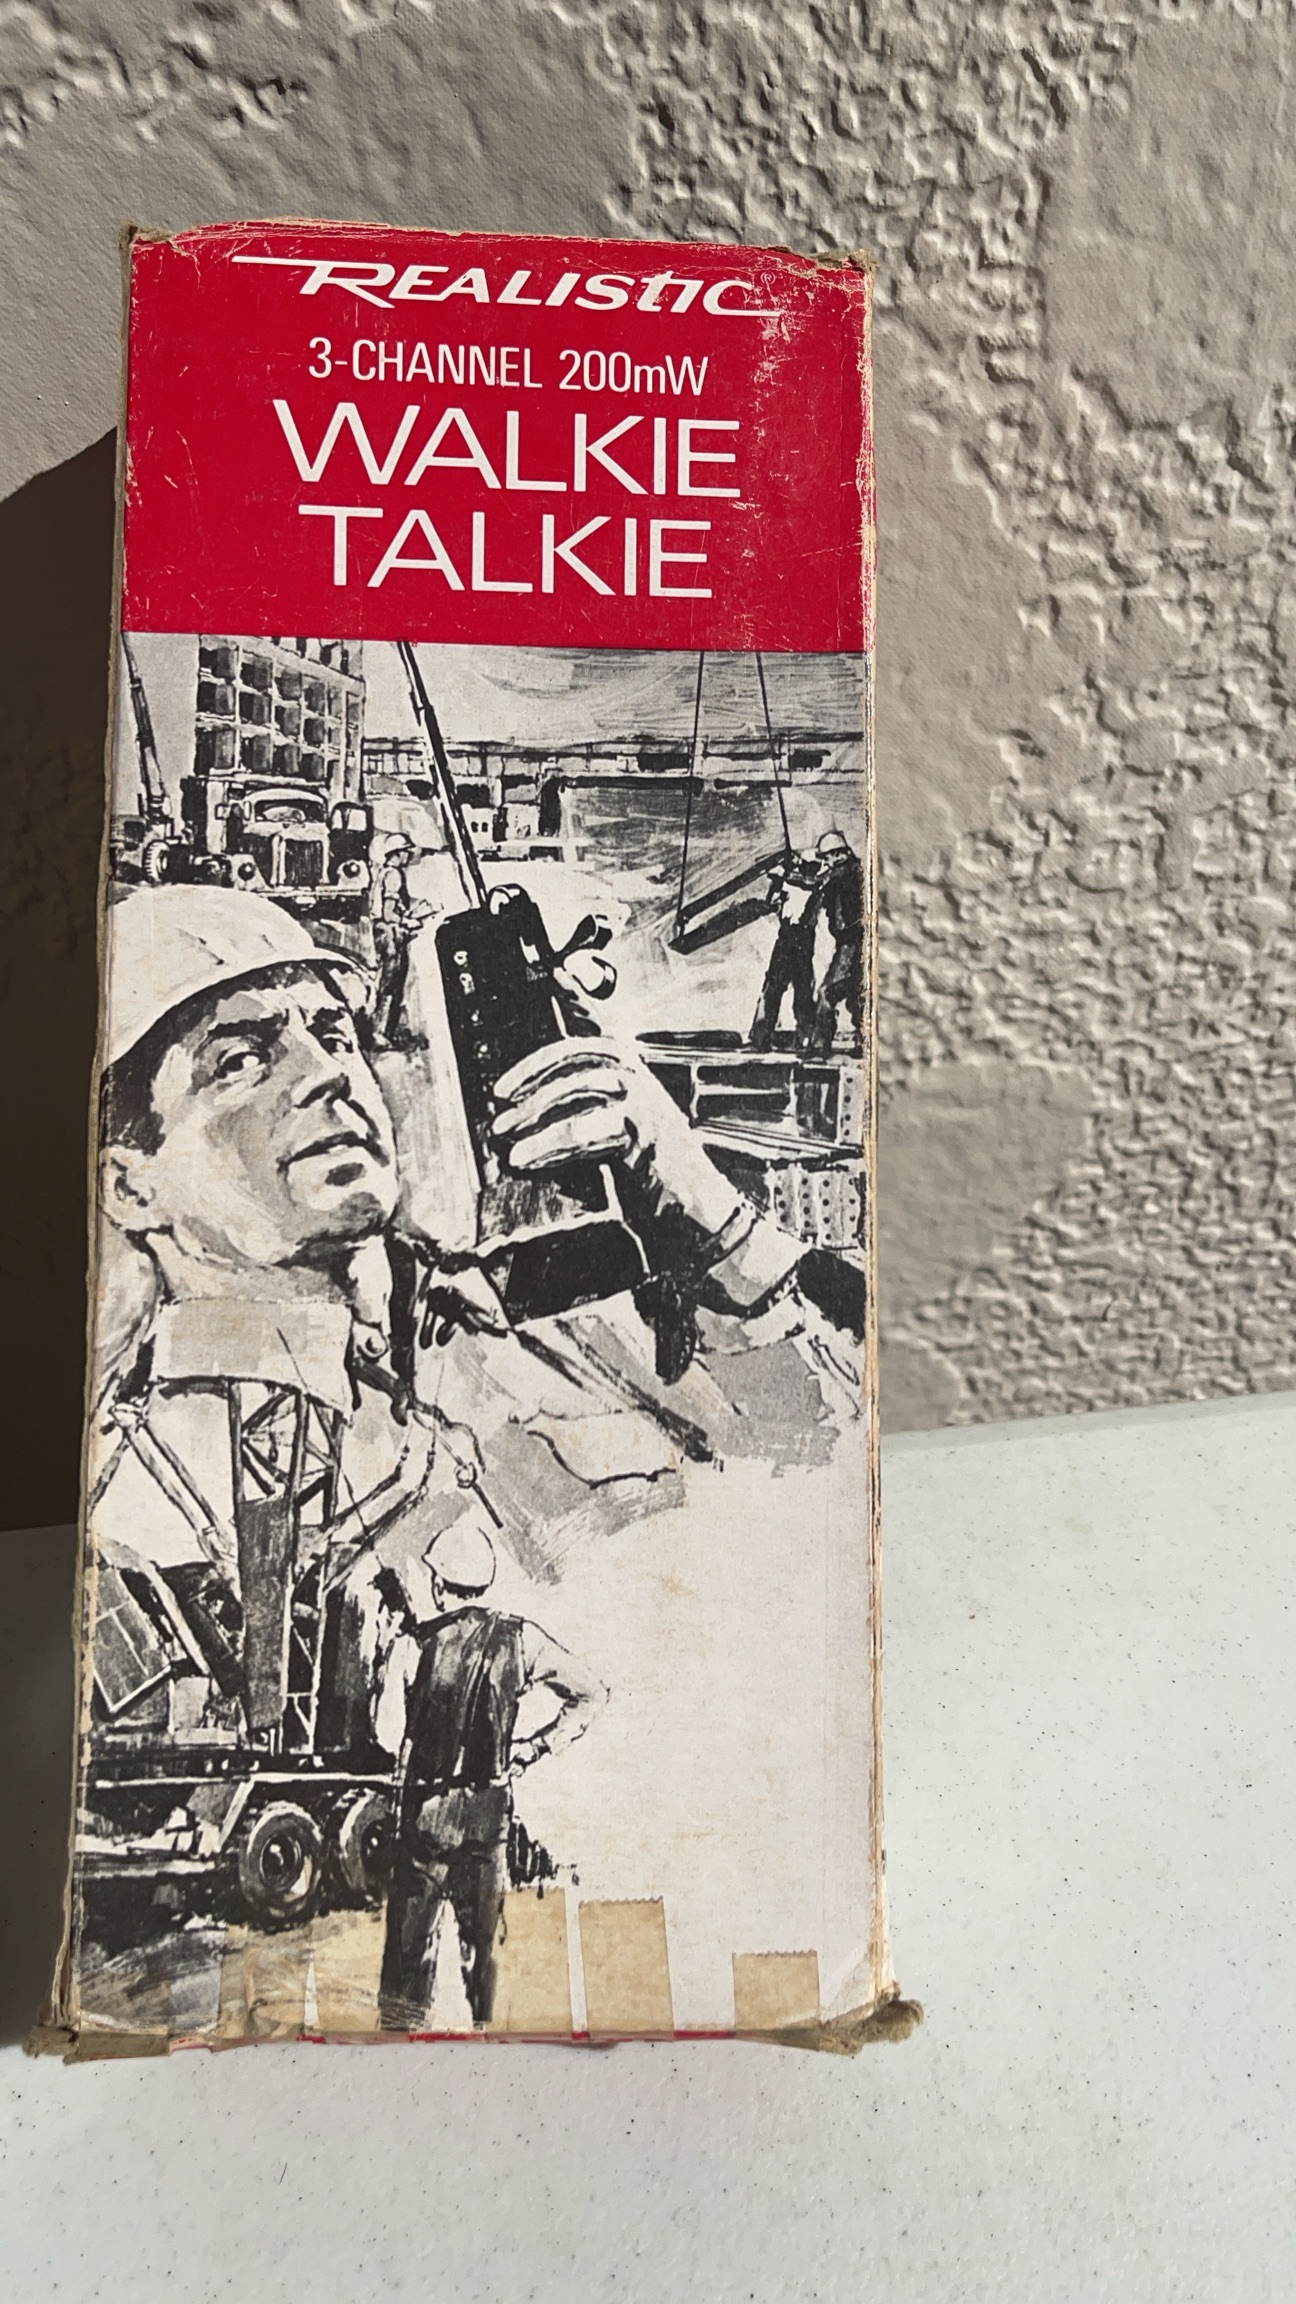 REALISTIC®
3-CHANNEL 200mW
WALKIE
TALKIE